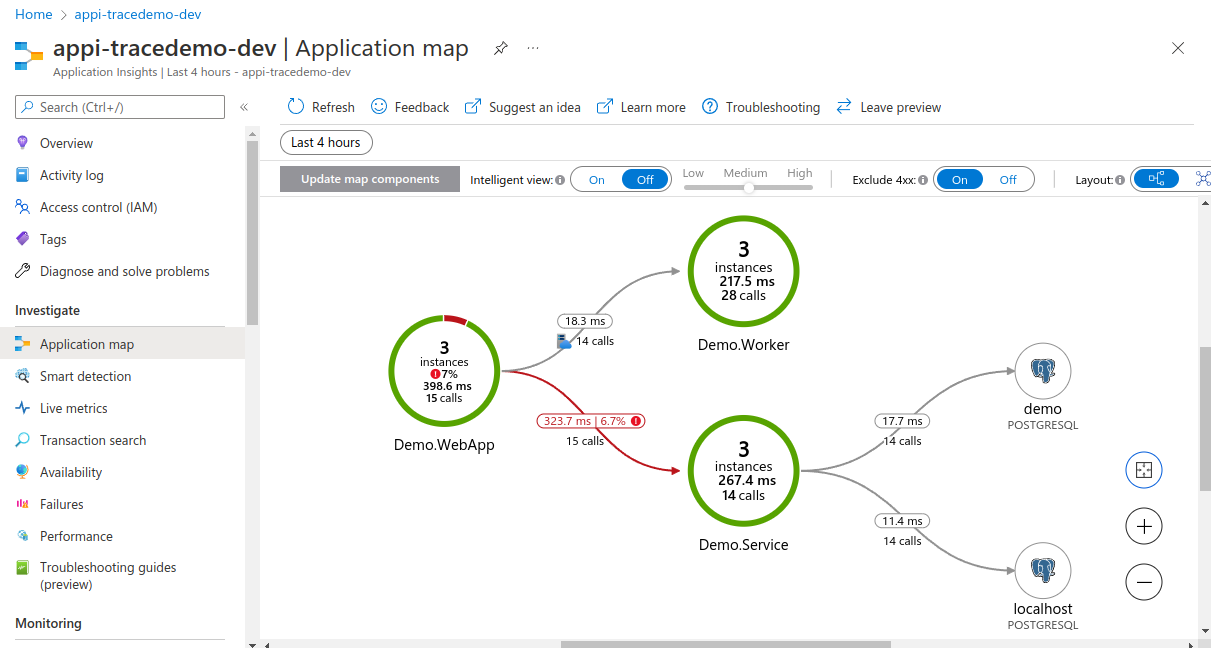 Home > appi-tracedemo-dev
appi-tracedemo-dev | Application map ...
Application Insights | Last 4 hours - appi-tracedemo-dev
Search (Ctrl+/) «
Overview
Activity log
Access control (IAM)
Tags
Diagnose and solve problems
Investigate
Application map
Smart detection
Live metrics
Transaction search
Availability
Failures
Performance
Troubleshooting guides
(preview)
Monitoring
Refresh Feedback Suggest an idea Learn more ? Troubleshooting Leave preview
Last 4 hours
Update map components Intelligent view: On Off Low Medium High Exclude 4xx: On Off Layout:
3
instances
217.5 ms
28 calls
Demo.Worker
18.3 ms
14 calls
3
instances
7%
398.6 ms
15 calls
Demo.WebApp
323.7 ms | 6.7%
15 calls
3
instances
267.4 ms
14 calls
Demo.Service
17.7 ms
14 calls
demo
POSTGRESQL
11.4 ms
14 calls
localhost
POSTGRESQL